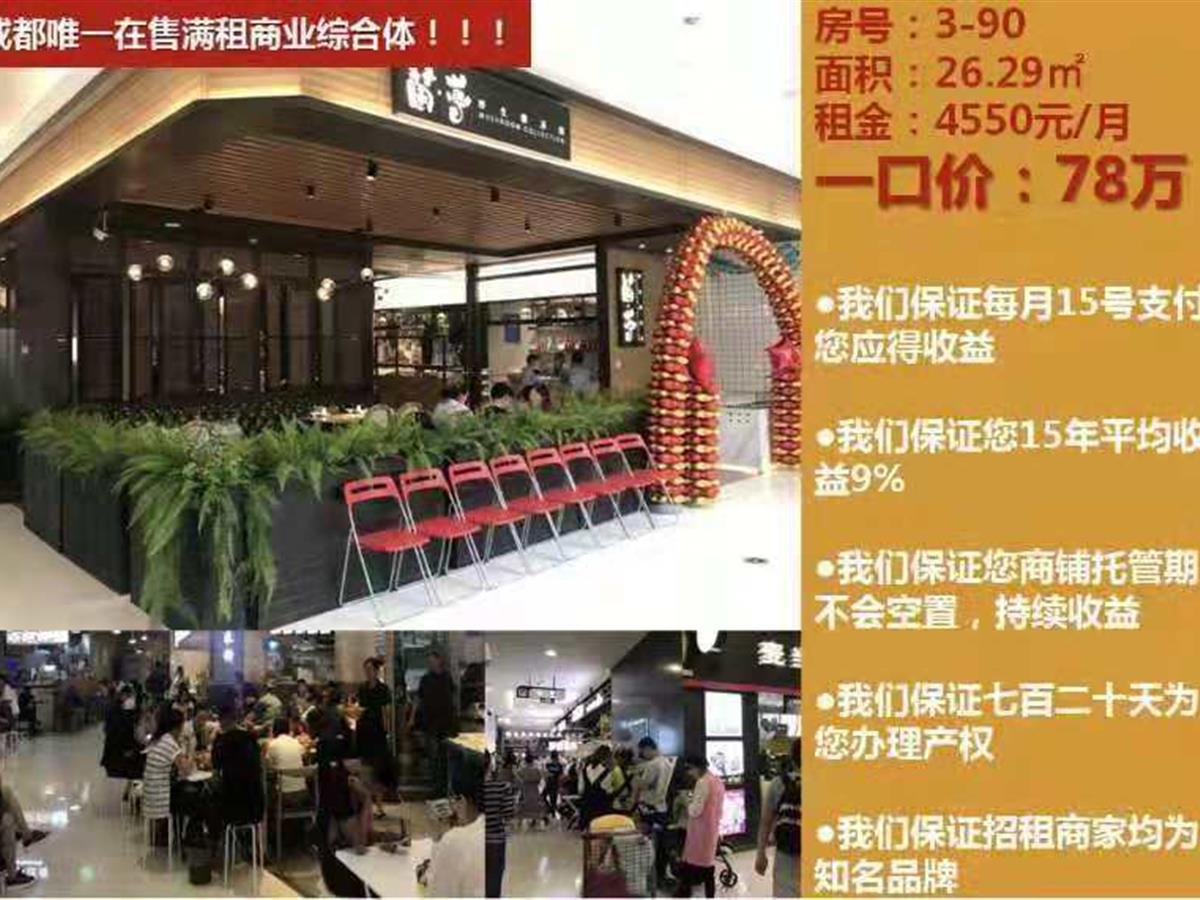 成都唯一在售满租商业综合体！！！
MUSHROOM COLLECTION
房号：3-90
面积：26.29㎡
租金：4550元/月
一口价：78万
●我们保证每月15号支付
您应得收益
●我们保证您15年平均收
益9%
●我们保证您商铺托管期
不会空置，持续收益
●我们保证七百二十天为
您办理产权
●我们保证招租商家均为
知名品牌